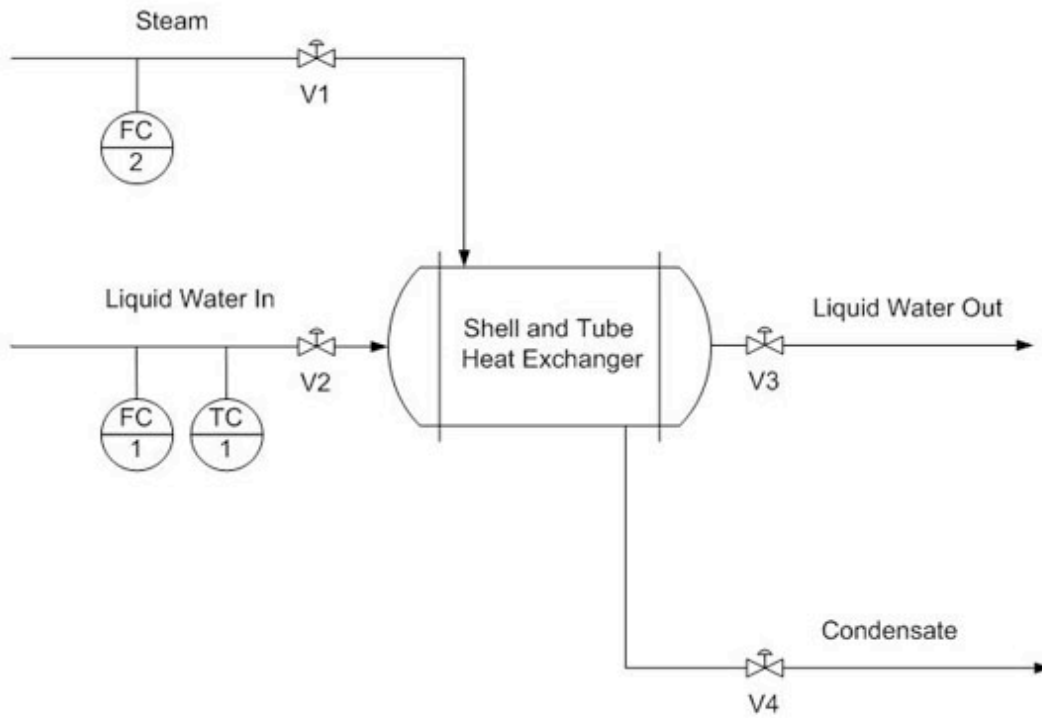 Steam
V1
FC
2
Liquid Water In
V2
FC
1
TC
1
Shell and Tube
Heat Exchanger
Liquid Water Out
V3
Condensate
V4